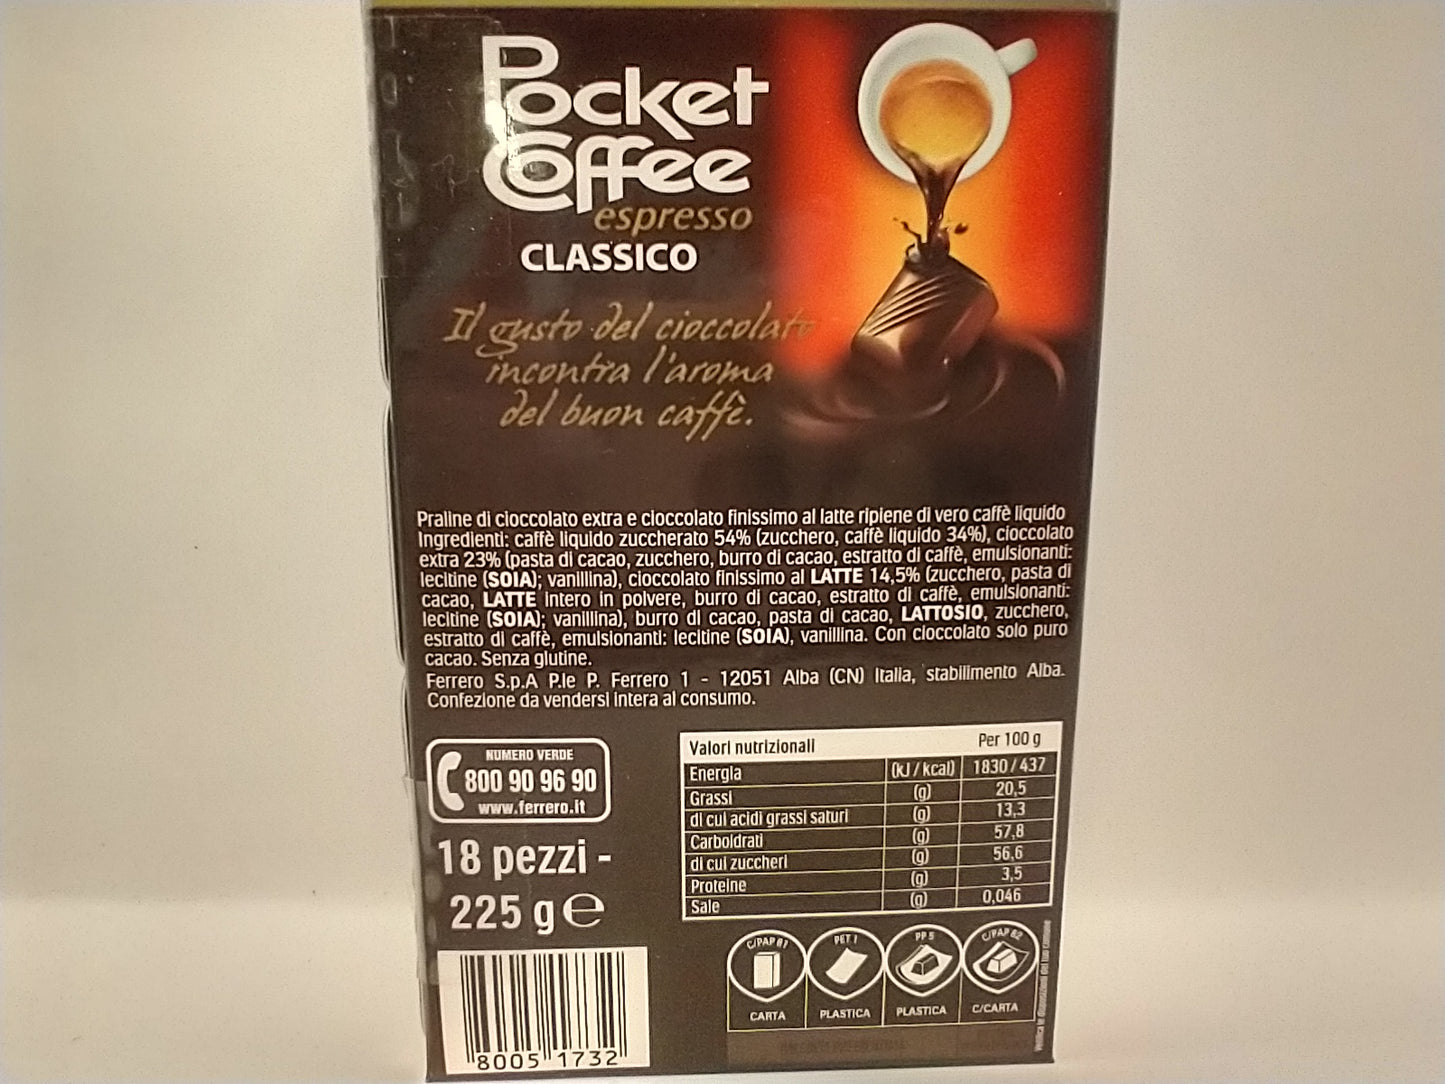 Pocket
Coffee
espresso
CLASSICO
Il gusto del cioccolato
incontra l'aroma
del buon caffè.
Praline di cioccolato extra e cioccolato finissimo al latte ripiene di vero caffè liquido
Ingredienti: caffè liquido zuccherato 54% (zucchero, caffè liquido 34%), cioccolato
extra 23% (pasta di cacao, zucchero, burro di cacao, estratto di caffè, emulsionanti:
lecitine (SOIA); vanillina), cioccolato finissimo al LATTE 14,5% (zucchero, pasta di
cacao, LATTE intero in polvere, burro di cacao, estratto di caffè, emulsionanti:
lecitine (SOIA); vanillina), burro di cacao, pasta di cacao, LATTOSIO, zucchero,
estratto di caffè, emulsionanti: lecitine (SOIA), vanillina. Con cioccolato solo puro
cacao. Senza glutine.
Ferrero S.p.A P.le P. Ferrero 1 - 12051 Alba (CN) Italia, stabilimento Alba.
Confezione da vendersi intera al consumo.
NUMERO VERDE
800 90 96 90
www.ferrero.it
18 pezzi -
225 g e
Valori nutrizionali Per 100 g
Energia (kJ / kcal) 1830 / 437
Grassi (g) 20,5
di cui acidi grassi saturi (g) 13,3
Carboidrati (g) 57,8
di cui zuccheri (g) 56,6
Proteine (g) 3,5
Sale (g) 0,046
C/PAP 81 PET 1 PP 5 C/PAP 82
CARTA PLASTICA PLASTICA C/CARTA
Verifica le disposizioni del tuo comune
8005 1732